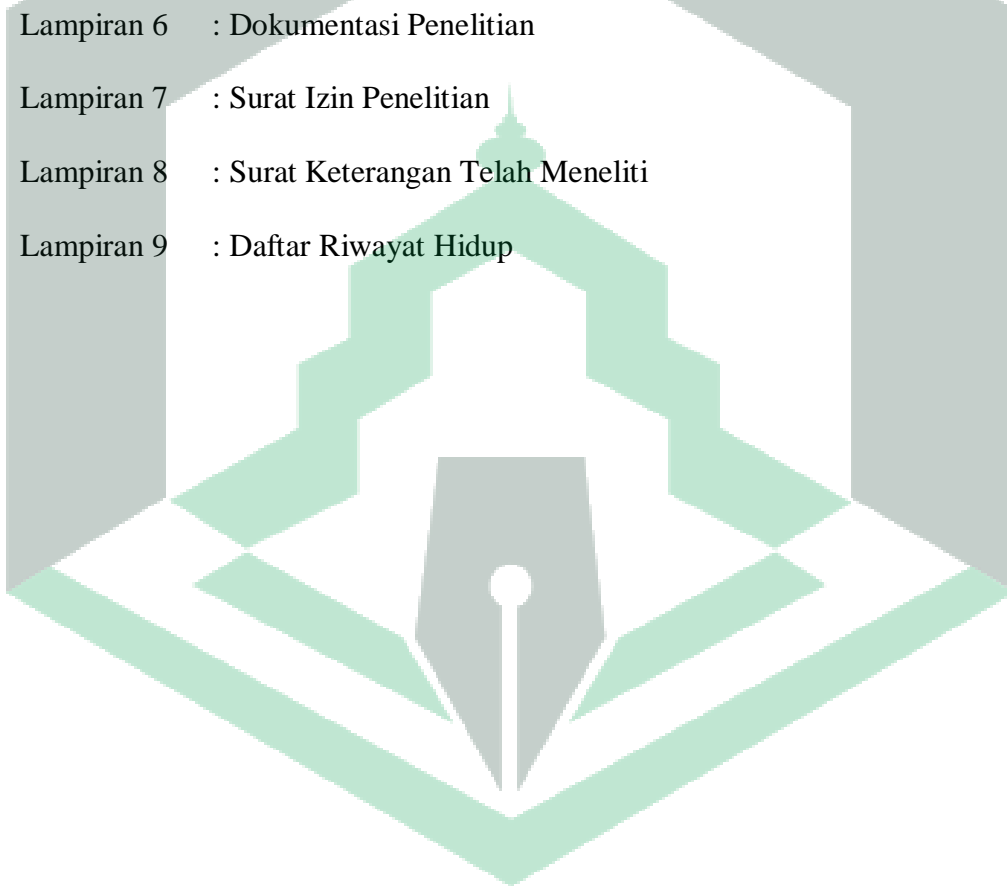 Lampiran 6 : Dokumentasi Penelitian
Lampiran 7 : Surat Izin Penelitian
Lampiran 8 : Surat Keterangan Telah Meneliti
Lampiran 9 : Daftar Riwayat Hidup